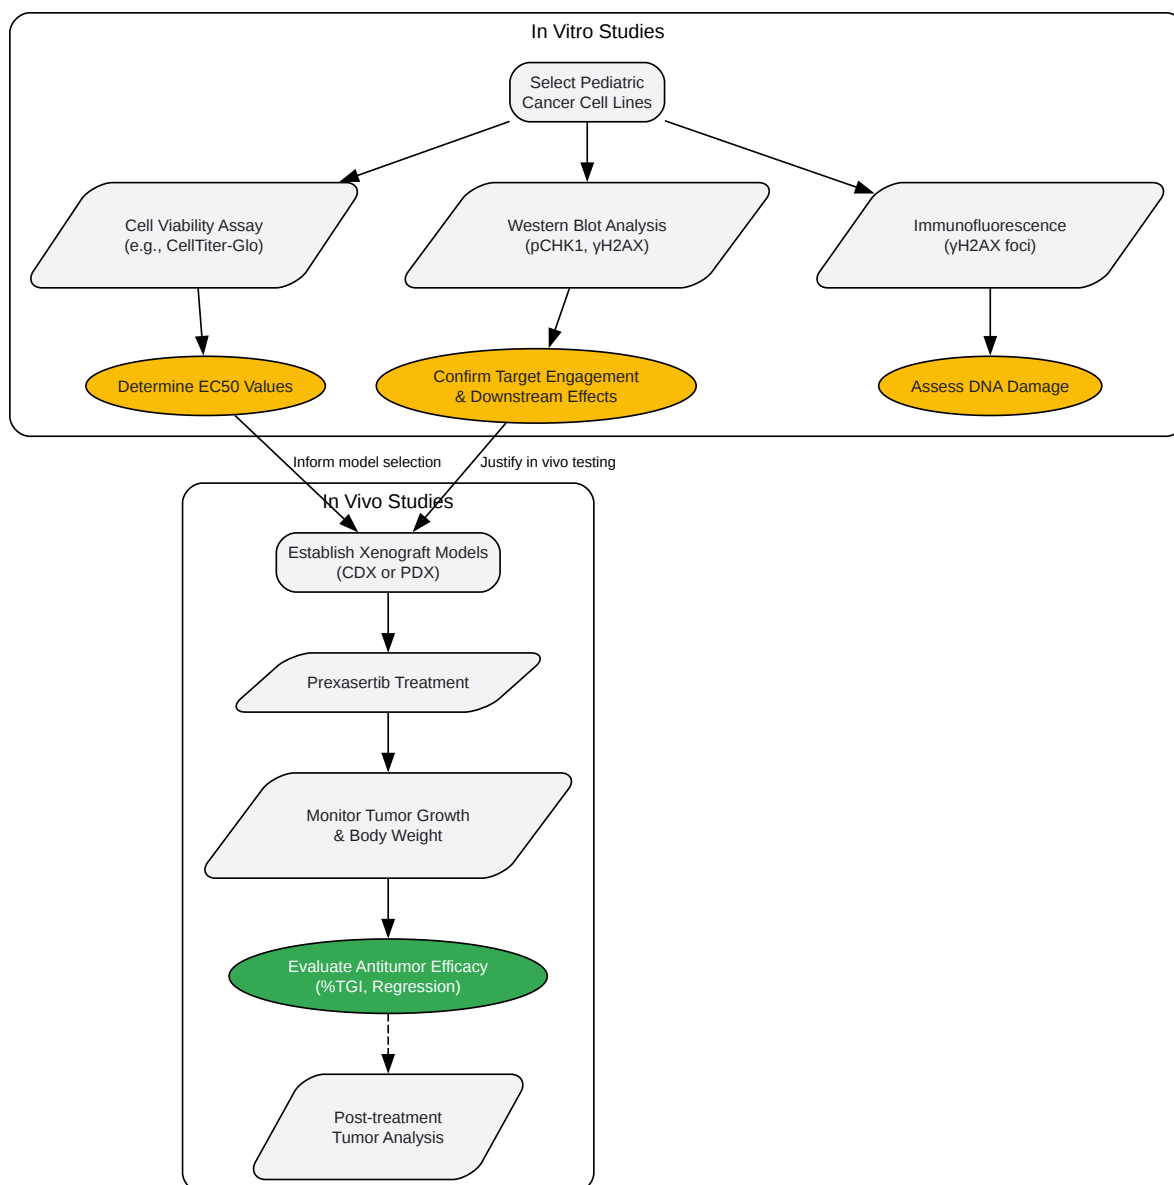 In Vitro Studies
Select Pediatric
Cancer Cell Lines
Cell Viability Assay
(e.g., CellTiter-Glo)
Western Blot Analysis
(pCHK1, γH2AX)
Immunofluorescence
(γH2AX foci)
Determine EC50 Values
Confirm Target Engagement
& Downstream Effects
Assess DNA Damage
Inform model selection
Justify in vivo testing
In Vivo Studies
Establish Xenograft Models
(CDX or PDX)
Prexasertib Treatment
Monitor Tumor Growth
& Body Weight
Evaluate Antitumor Efficacy
(%TGI, Regression)
Post-treatment
Tumor Analysis